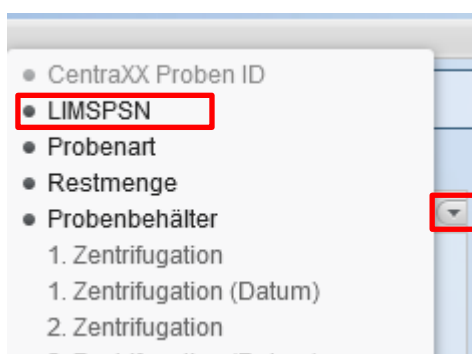 CentraXX Proben ID
LIMSPSN
Probenart
Restmenge
Probenbehälter
1. Zentrifugation
1. Zentrifugation (Datum)
2. Zentrifugation